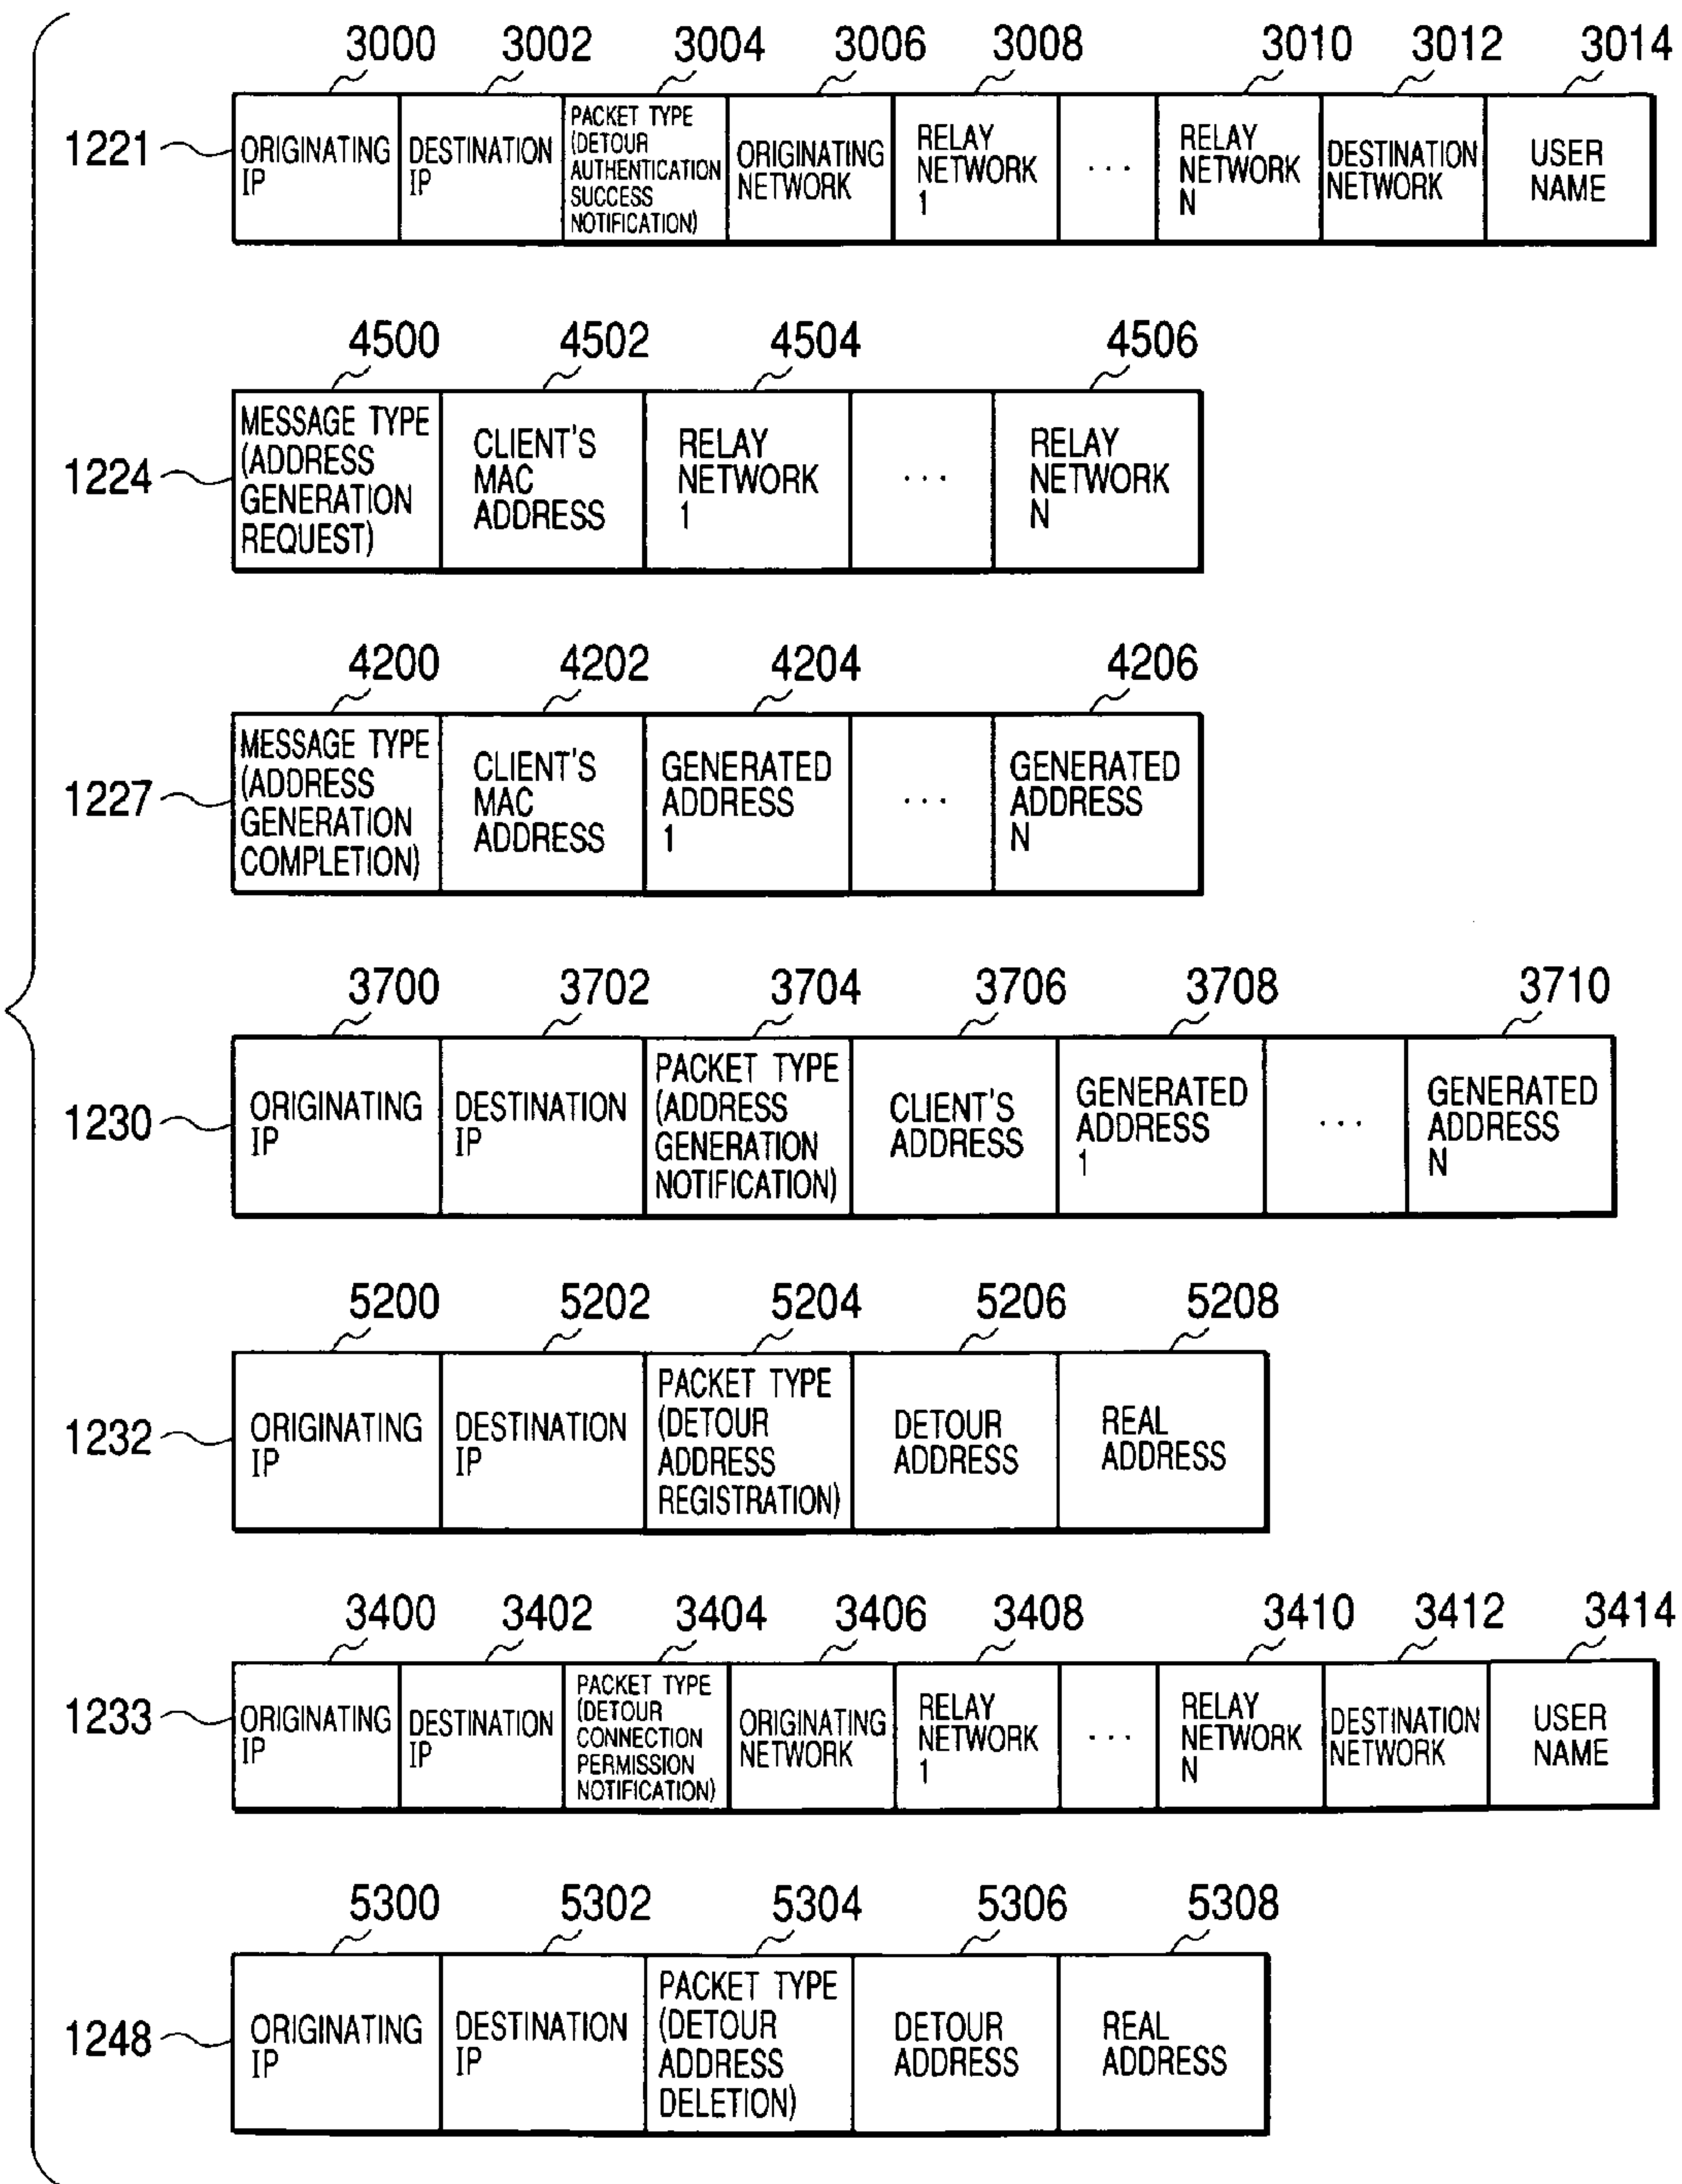 3000 3002 3004 3006 3008 3010 3012 3014
1221
ORIGINATING
IP
DESTINATION
IP
PACKET TYPE
(DETOUR
AUTHENTICATION
SUCCESS
NOTIFICATION)
ORIGINATING
NETWORK
RELAY
NETWORK
1
...
RELAY
NETWORK
N
DESTINATION
NETWORK
USER
NAME
4500 4502 4504 4506
1224
MESSAGE TYPE
(ADDRESS
GENERATION
REQUEST)
CLIENT'S
MAC
ADDRESS
RELAY
NETWORK
1
...
RELAY
NETWORK
N
4200 4202 4204 4206
1227
MESSAGE TYPE
(ADDRESS
GENERATION
COMPLETION)
CLIENT'S
MAC
ADDRESS
GENERATED
ADDRESS
1
...
GENERATED
ADDRESS
N
3700 3702 3704 3706 3708 3710
1230
ORIGINATING
IP
DESTINATION
IP
PACKET TYPE
(ADDRESS
GENERATION
NOTIFICATION)
CLIENT'S
ADDRESS
GENERATED
ADDRESS
1
...
GENERATED
ADDRESS
N
5200 5202 5204 5206 5208
1232
ORIGINATING
IP
DESTINATION
IP
PACKET TYPE
(DETOUR
ADDRESS
REGISTRATION)
DETOUR
ADDRESS
REAL
ADDRESS
3400 3402 3404 3406 3408 3410 3412 3414
1233
ORIGINATING
IP
DESTINATION
IP
PACKET TYPE
(DETOUR
CONNECTION
PERMISSION
NOTIFICATION)
ORIGINATING
NETWORK
RELAY
NETWORK
1
...
RELAY
NETWORK
N
DESTINATION
NETWORK
USER
NAME
5300 5302 5304 5306 5308
1248
ORIGINATING
IP
DESTINATION
IP
PACKET TYPE
(DETOUR
ADDRESS
DELETION)
DETOUR
ADDRESS
REAL
ADDRESS